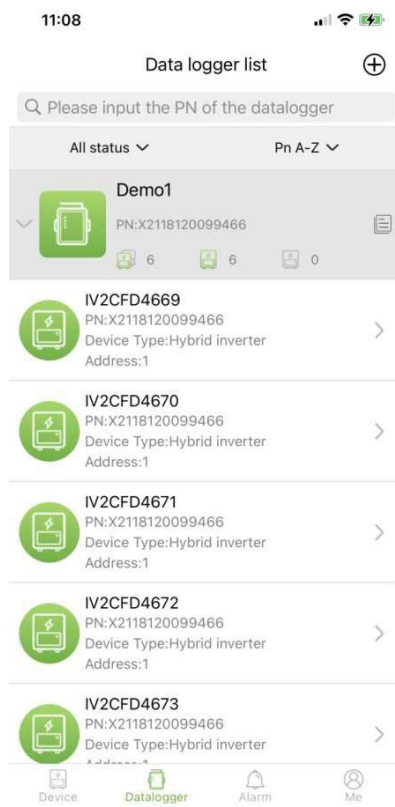 11:08
Data logger list
Please input the PN of the datalogger
All status
Pn A-Z
Demo1
PN:X2118120099466
6 6 0
IV2CFD4669
PN:X2118120099466
Device Type:Hybrid inverter
Address:1
IV2CFD4670
PN:X2118120099466
Device Type:Hybrid inverter
Address:1
IV2CFD4671
PN:X2118120099466
Device Type:Hybrid inverter
Address:1
IV2CFD4672
PN:X2118120099466
Device Type:Hybrid inverter
Address:1
IV2CFD4673
PN:X2118120099466
Device Type:Hybrid inverter
Device Datalogger Alarm Me